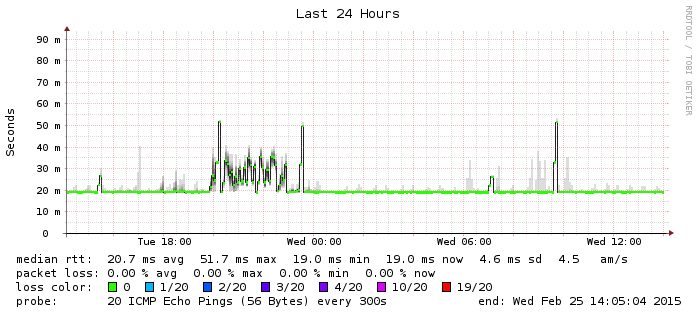 Last 24 Hours
RRDTOOL / TOBI OETIKER
Seconds
90 m
80 m
70 m
60 m
50 m
40 m
30 m
20 m
10 m
0
Tue 18:00 Wed 00:00 Wed 06:00 Wed 12:00
median rtt: 20.7 ms avg 51.7 ms max 19.0 ms min 19.0 ms now 4.6 ms sd 4.5 am/s
packet loss: 0.00 % avg 0.00 % max 0.00 % min 0.00 % now
loss color: 0 1/20 2/20 3/20 4/20 10/20 19/20
probe: 20 ICMP Echo Pings (56 Bytes) every 300s end: Wed Feb 25 14:05:04 2015